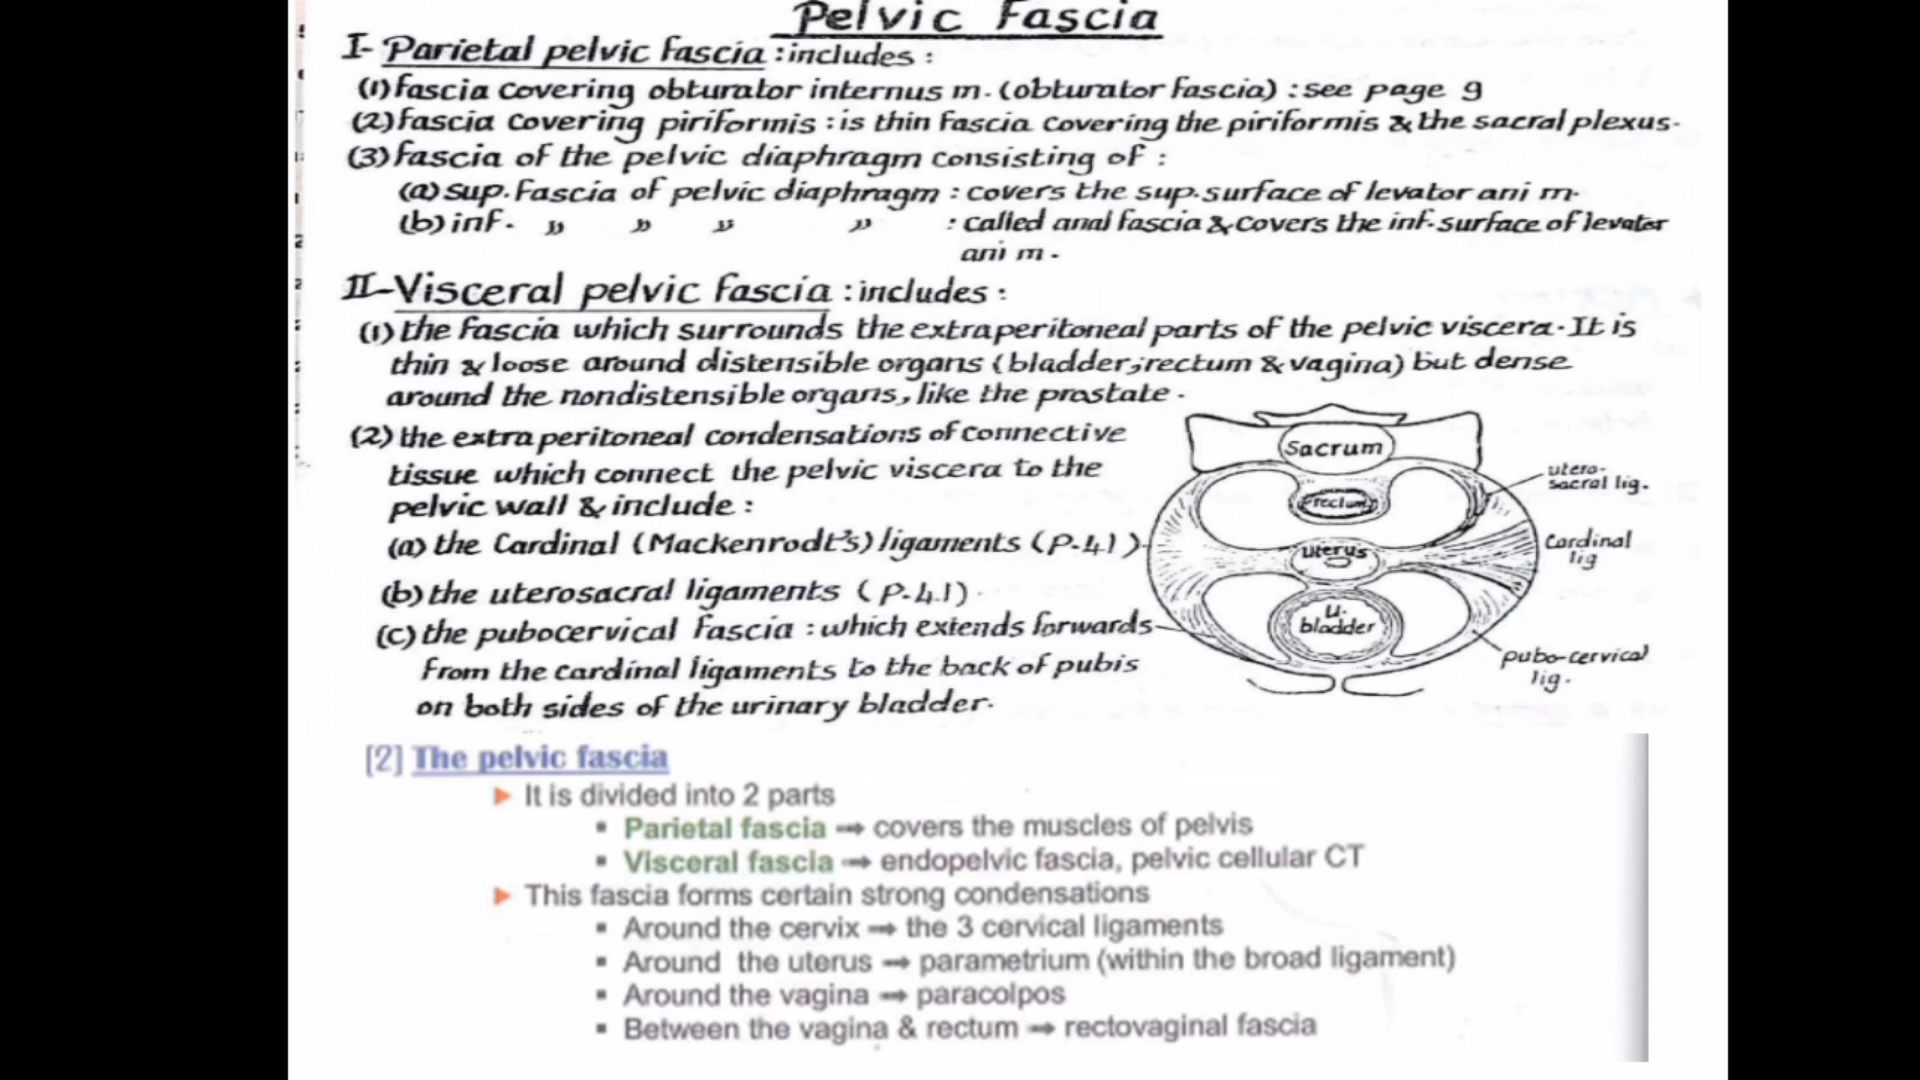 Pelvic Fascia
I- Parietal pelvic fascia : includes :
(1) fascia covering obturator internus m. (obturator fascia) : see page 9
(2) fascia covering piriformis : is thin fascia covering the piriformis & the sacral plexus.
(3) fascia of the pelvic diaphragm consisting of :
(a) sup. fascia of pelvic diaphragm : covers the sup. surface of levator ani m.
(b) inf. " " " " : called anal fascia & covers the inf. surface of levator
ani m.
II- Visceral pelvic fascia : includes :
(1) the fascia which surrounds the extraperitoneal parts of the pelvic viscera. It is
thin & loose around distensible organs (bladder, rectum & vagina) but dense
around the nondistensible organs, like the prostate.
(2) the extraperitoneal condensations of connective
tissue which connect the pelvic viscera to the
pelvic wall & include :
(a) the Cardinal (Mackenrodt's) ligaments (P.41)
(b) the uterosacral ligaments (P.41).
(c) the pubocervical fascia : which extends forwards
from the cardinal ligaments to the back of pubis
on both sides of the urinary bladder.
Sacrum
rectum
uterus
u.
bladder
utero-
sacral lig.
Cardinal
lig
pubo-cervical
lig.
[2] The pelvic fascia
► It is divided into 2 parts
▪ Parietal fascia ⇒ covers the muscles of pelvis
▪ Visceral fascia ⇒ endopelvic fascia, pelvic cellular CT
► This fascia forms certain strong condensations
▪ Around the cervix ⇒ the 3 cervical ligaments
▪ Around the uterus ⇒ parametrium (within the broad ligament)
▪ Around the vagina ⇒ paracolpos
▪ Between the vagina & rectum ⇒ rectovaginal fascia